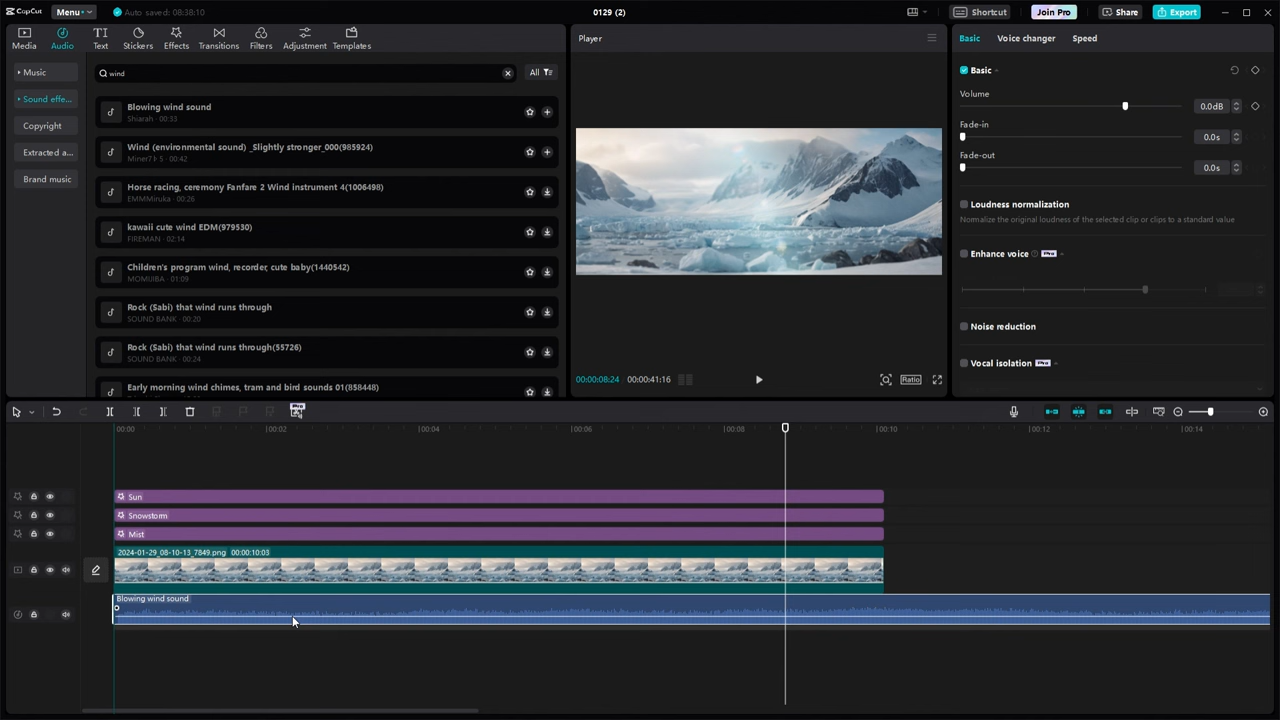 CapCut
Menu
Auto saved: 08:38:10
0129 (2)
Shortcut
Join Pro
Share
Export
Media
Audio
Text
Stickers
Effects
Transitions
Filters
Adjustment
Templates
Player
Basic
Voice changer
Speed
Music
Sound effe...
Copyright
Extracted a...
Brand music
wind
All
Blowing wind sound
Shiarah · 00:33
Wind (environmental sound) _Slightly stronger_000(985924)
Horse racing, ceremony Fanfare 2 Wind instrument 4(1006498)
EMMMiruka · 00:26
kawaii cute wind EDM(979530)
FIREMAN · 02:14
Children's program wind, recorder, cute baby(1440542)
MOMIJIBA · 01:09
Rock (Sabi) that wind runs through
SOUND BANK · 00:20
Rock (Sabi) that wind runs through(55726)
SOUND BANK · 00:24
Early morning wind chimes, tram and bird sounds 01(858448)
00:00:08:24
00:00:41:16
Ratio
Basic
Volume
0.0dB
Fade-in
0.0s
Fade-out
0.0s
Loudness normalization
Normalize the original loudness of the selected clip or clips to a standard value
Enhance voice
Pro
Noise reduction
Vocal isolation
Pro
Pro
00:00
00:02
00:04
00:06
00:08
00:10
00:12
00:14
Sun
Snowstorm
Mist
2024-01-29_08-10-13_7849.png 00:00:10:03
Blowing wind sound